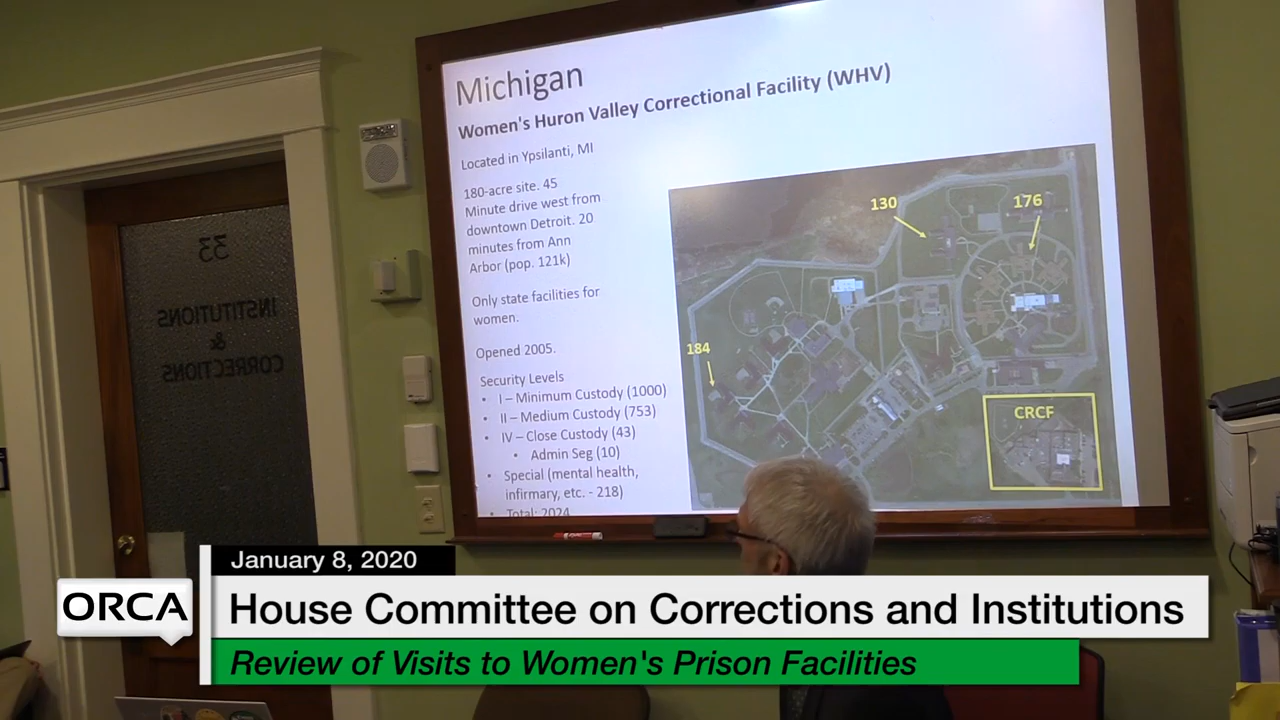 Michigan
Women's Huron Valley Correctional Facility (WHV)
Located in Ypsilanti, MI
180-acre site. 45
Minute drive west from
downtown Detroit. 20
minutes from Ann
Arbor (pop. 121k)
Only state facilities for
women.
Opened 2005.
Security Levels
• I – Minimum Custody (1000)
• II – Medium Custody (753)
• IV – Close Custody (43)
• Admin Seg (10)
• Special (mental health,
infirmary, etc. - 218)
• Total: 2024
130
176
184
CRCF
33
INSTITUTIONS
&
CORRECTIONS
January 8, 2020
ORCA
House Committee on Corrections and Institutions
Review of Visits to Women's Prison Facilities